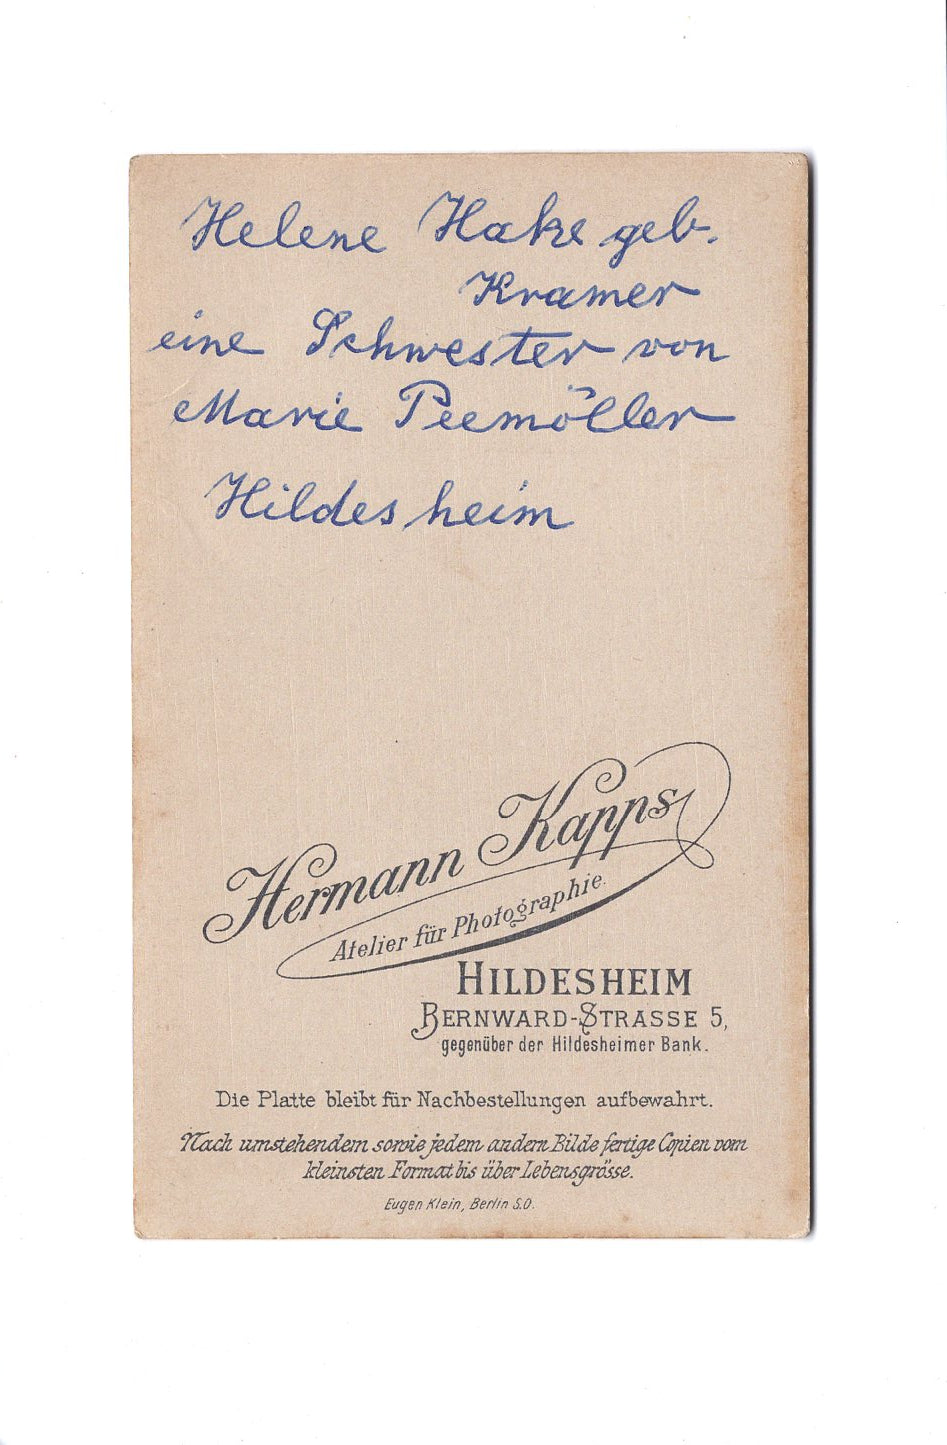 Helene Hake geb.
Kramer
eine Schwester von
Marie Peemöller
Hildesheim
Hermann Kapps
Atelier für Photographie.
HILDESHEIM
BERNWARD-STRASSE 5,
gegenüber der Hildesheimer Bank.
Die Platte bleibt für Nachbestellungen aufbewahrt.
Nach umstehendem sowie jedem andern Bilde fertige Copien vom
kleinsten Format bis über Lebensgrösse.
Eugen Klein, Berlin S.O.